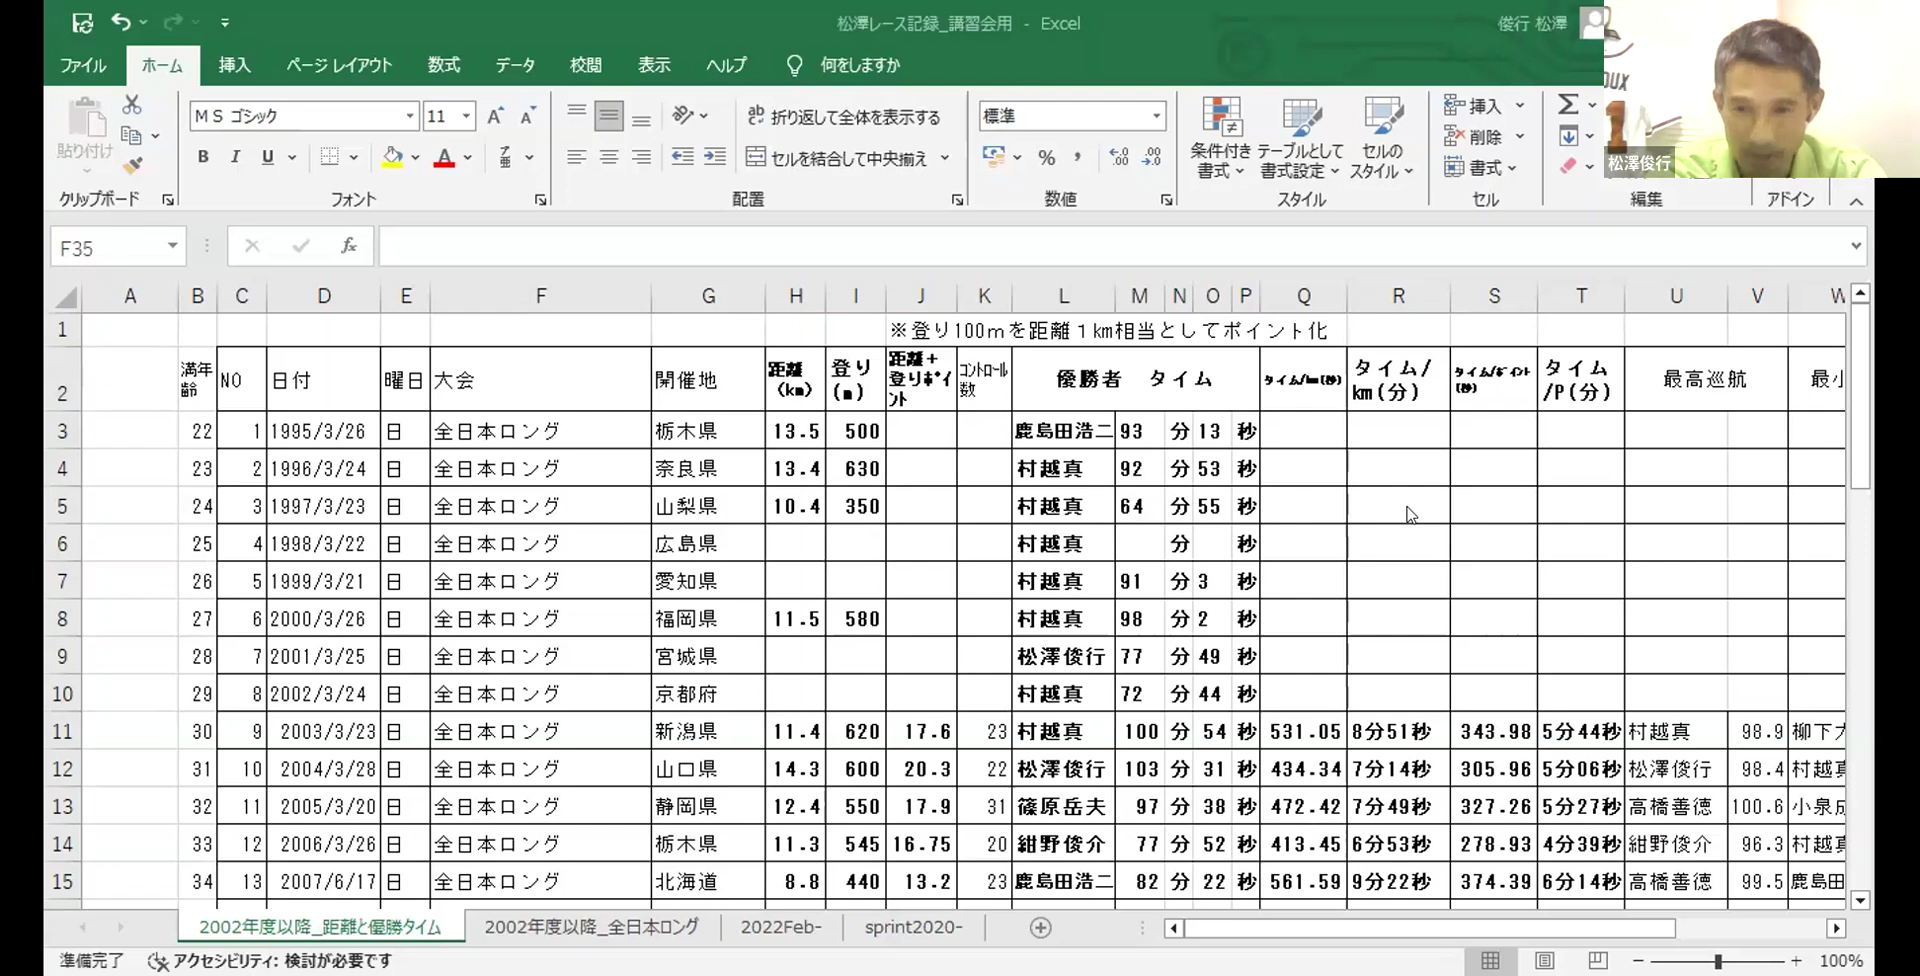 松澤レース記録_講習会用 - Excel
俊行 松澤
ファイル ホーム 挿入 ページ レイアウト 数式 データ 校閲 表示 ヘルプ 何をしますか
貼り付け
クリップボード
ＭＳ ゴシック 11
B I U
フォント
折り返して全体を表示する
セルを結合して中央揃え
配置
標準
数値
条件付き書式
テーブルとして書式設定
セルのスタイル
スタイル
挿入
削除
書式
セル
編集
アドイン
松澤俊行
F35
A B C D E F G H I J K L M N O P Q R S T U V W
1 ※登り100ｍを距離１㎞相当としてポイント化
2 満年齢 NO 日付 曜日 大会 開催地 距離(km) 登り(m) 距離+登りﾎﾟｲント ｺﾝﾄﾛｰﾙ数 優勝者 タイム タイム/km(秒) タイム/km(分) タイム/ﾎﾟｲﾝﾄ(秒) タイム/P(分) 最高巡航 最小
3 22 1 1995/3/26 日 全日本ロング 栃木県 13.5 500 鹿島田浩二 93 分 13 秒
4 23 2 1996/3/24 日 全日本ロング 奈良県 13.4 630 村越真 92 分 53 秒
5 24 3 1997/3/23 日 全日本ロング 山梨県 10.4 350 村越真 64 分 55 秒
6 25 4 1998/3/22 日 全日本ロング 広島県 村越真 分 秒
7 26 5 1999/3/21 日 全日本ロング 愛知県 村越真 91 分 3 秒
8 27 6 2000/3/26 日 全日本ロング 福岡県 11.5 580 村越真 98 分 2 秒
9 28 7 2001/3/25 日 全日本ロング 宮城県 松澤俊行 77 分 49 秒
10 29 8 2002/3/24 日 全日本ロング 京都府 村越真 72 分 44 秒
11 30 9 2003/3/23 日 全日本ロング 新潟県 11.4 620 17.6 23 村越真 100 分 54 秒 531.05 8分51秒 343.98 5分44秒 村越真 98.9 柳下大
12 31 10 2004/3/28 日 全日本ロング 山口県 14.3 600 20.3 22 松澤俊行 103 分 31 秒 434.34 7分14秒 305.96 5分06秒 松澤俊行 98.4 村越真
13 32 11 2005/3/20 日 全日本ロング 静岡県 12.4 550 17.9 31 篠原岳夫 97 分 38 秒 472.42 7分49秒 327.26 5分27秒 高橋善徳 100.6 小泉成
14 33 12 2006/3/26 日 全日本ロング 栃木県 11.3 545 16.75 20 紺野俊介 77 分 52 秒 413.45 6分53秒 278.93 4分39秒 紺野俊介 96.3 村越真
15 34 13 2007/6/17 日 全日本ロング 北海道 8.8 440 13.2 23 鹿島田浩二 82 分 22 秒 561.59 9分22秒 374.39 6分14秒 高橋善徳 99.5 鹿島田
2002年度以降_距離と優勝タイム 2002年度以降_全日本ロング 2022Feb- sprint2020-
準備完了 アクセシビリティ: 検討が必要です 100%